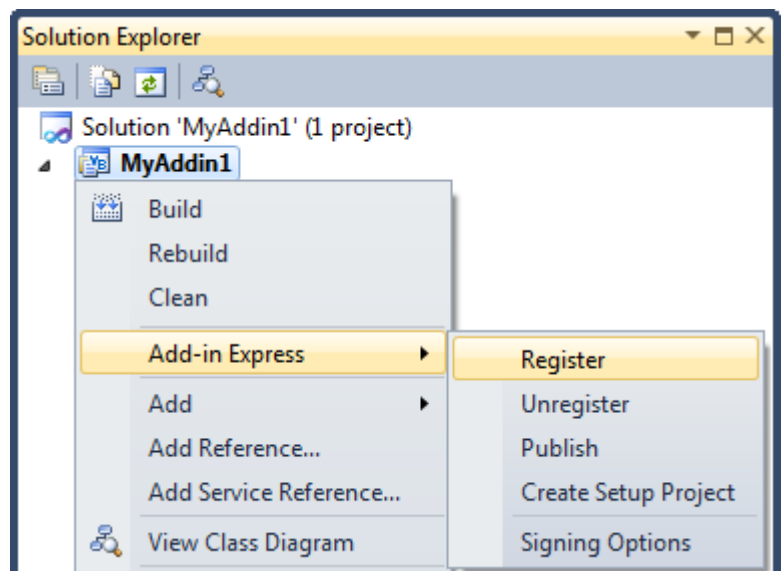 Solution Explorer
Solution 'MyAddin1' (1 project)
VB MyAddin1
Build
Rebuild
Clean
Add-in Express
Add
Add Reference...
Add Service Reference...
View Class Diagram
Register
Unregister
Publish
Create Setup Project
Signing Options